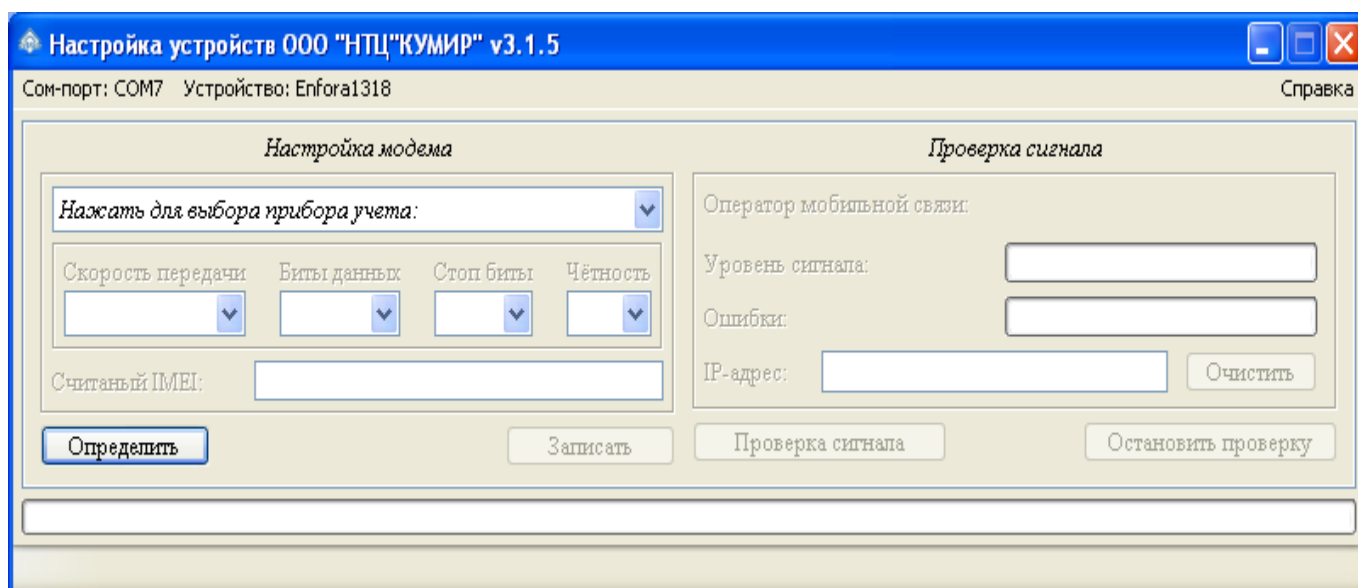 Настройка устройств ООО "НТЦ"КУМИР" v3.1.5
Сом-порт: COM7 Устройство: Enfora1318 Справка
Настройка модема
Нажать для выбора прибора учета:
Скорость передачи Биты данных Стоп биты Чётность
Считаный IMEI:
Определить Записать
Проверка сигнала
Оператор мобильной связи:
Уровень сигнала:
Ошибки:
IP-адрес: Очистить
Проверка сигнала Остановить проверку